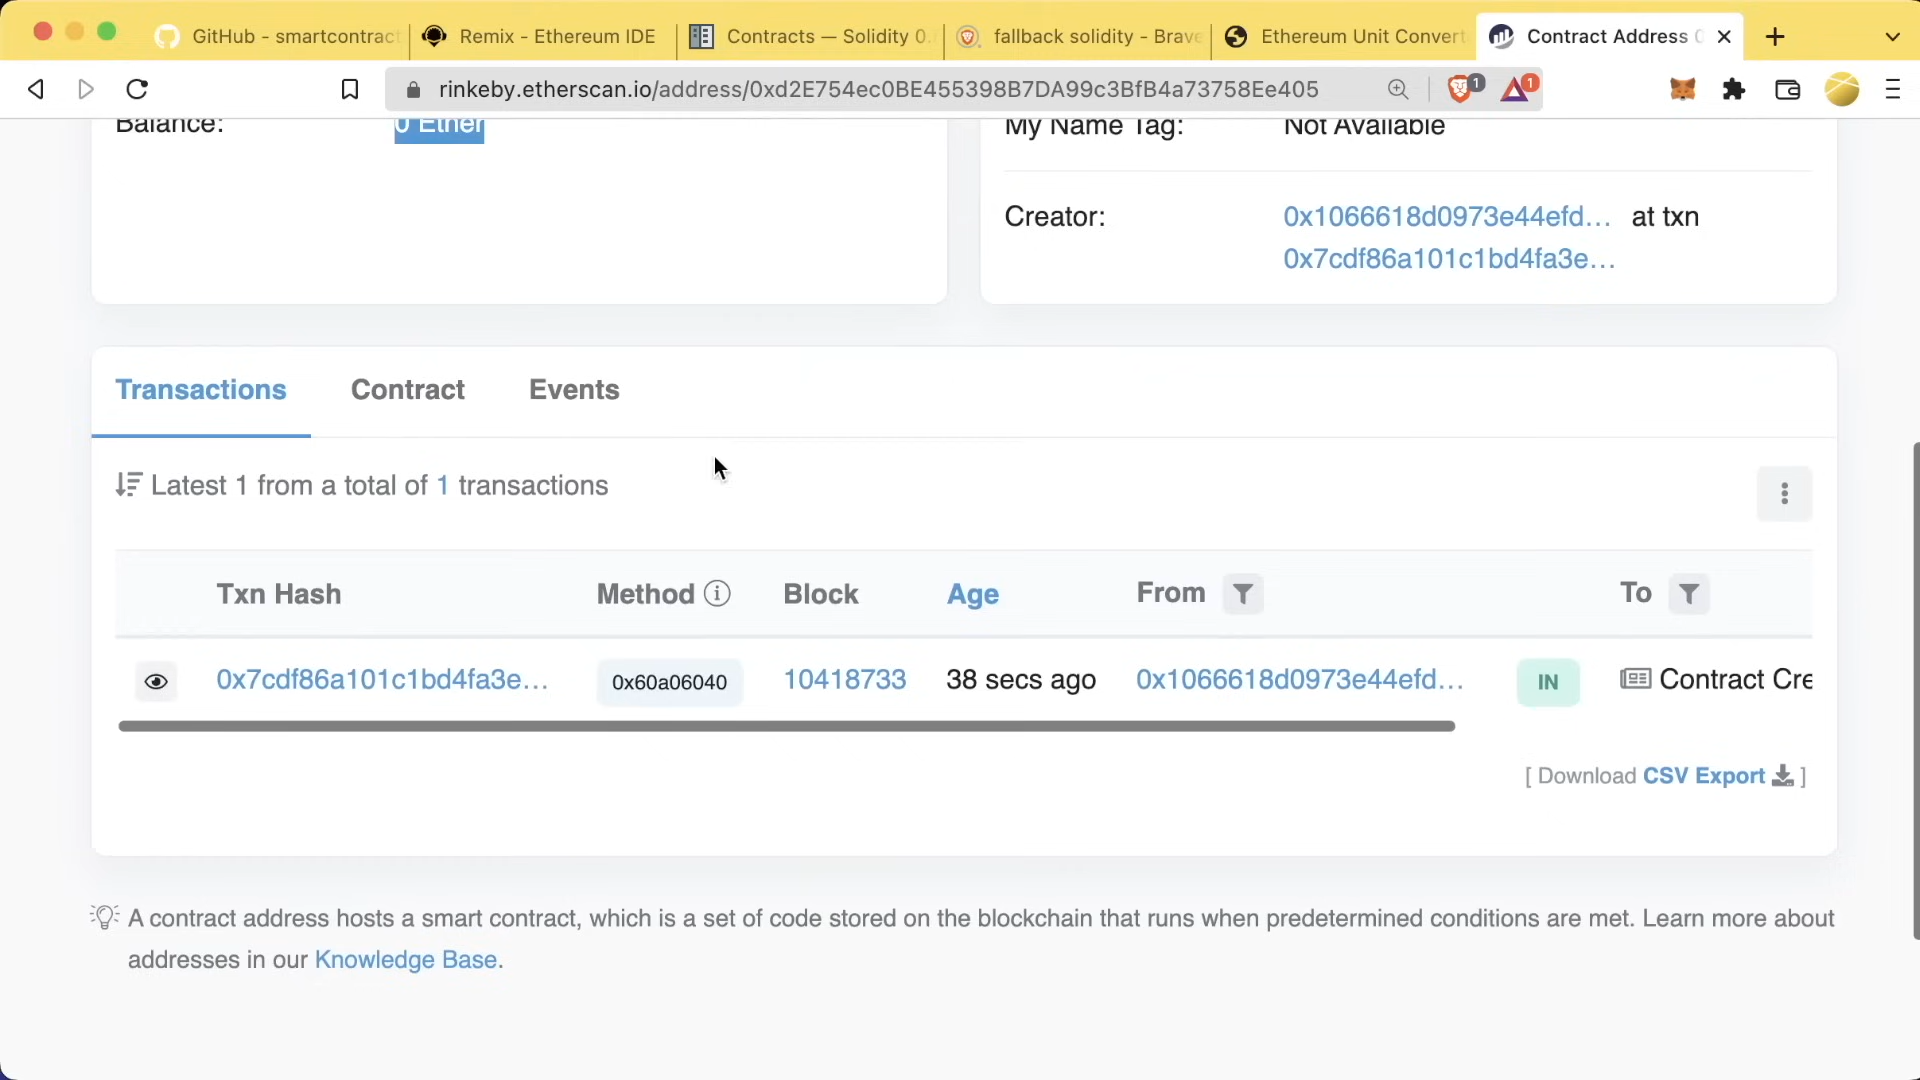 GitHub - smartcontract
Remix - Ethereum IDE
Contracts — Solidity 0.
fallback solidity - Brave
Ethereum Unit Convert
Contract Address 0
rinkeby.etherscan.io/address/0xd2E754ec0BE455398B7DA99c3BfB4a73758Ee405
1
1
Balance:
0 Ether
My Name Tag:
Not Available
Creator:
0x1066618d0973e44efd... at txn
0x7cdf86a101c1bd4fa3e...
Transactions
Contract
Events
Latest 1 from a total of 1 transactions
Txn Hash
Method
Block
Age
From
To
0x7cdf86a101c1bd4fa3e...
0x60a06040
10418733
38 secs ago
0x1066618d0973e44efd...
IN
Contract Cre
[ Download CSV Export ]
A contract address hosts a smart contract, which is a set of code stored on the blockchain that runs when predetermined conditions are met. Learn more about
addresses in our Knowledge Base.